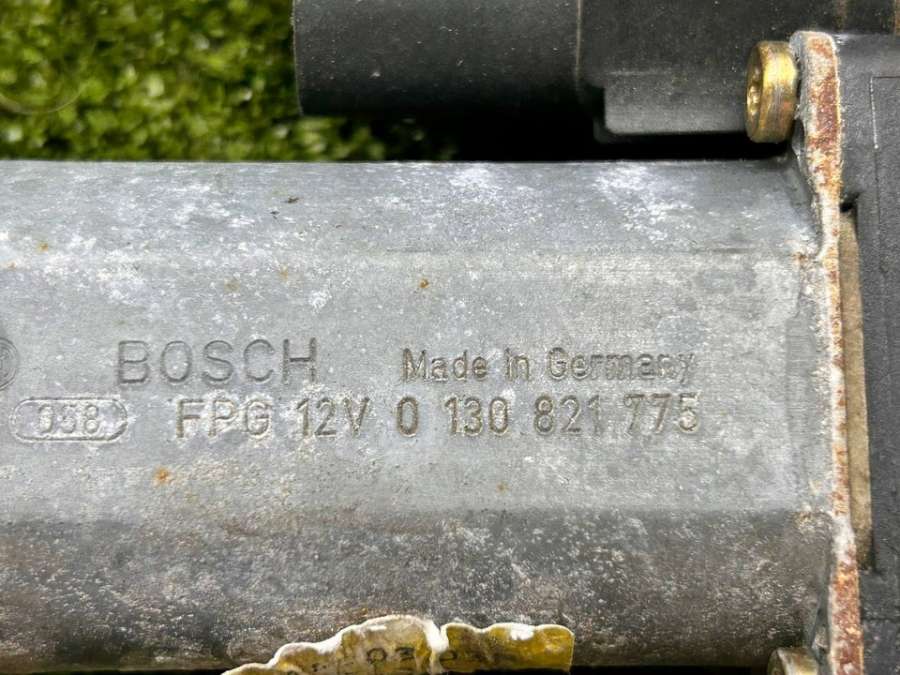 BOSCH Made in Germany
058 FPG 12V 0 130 821 775